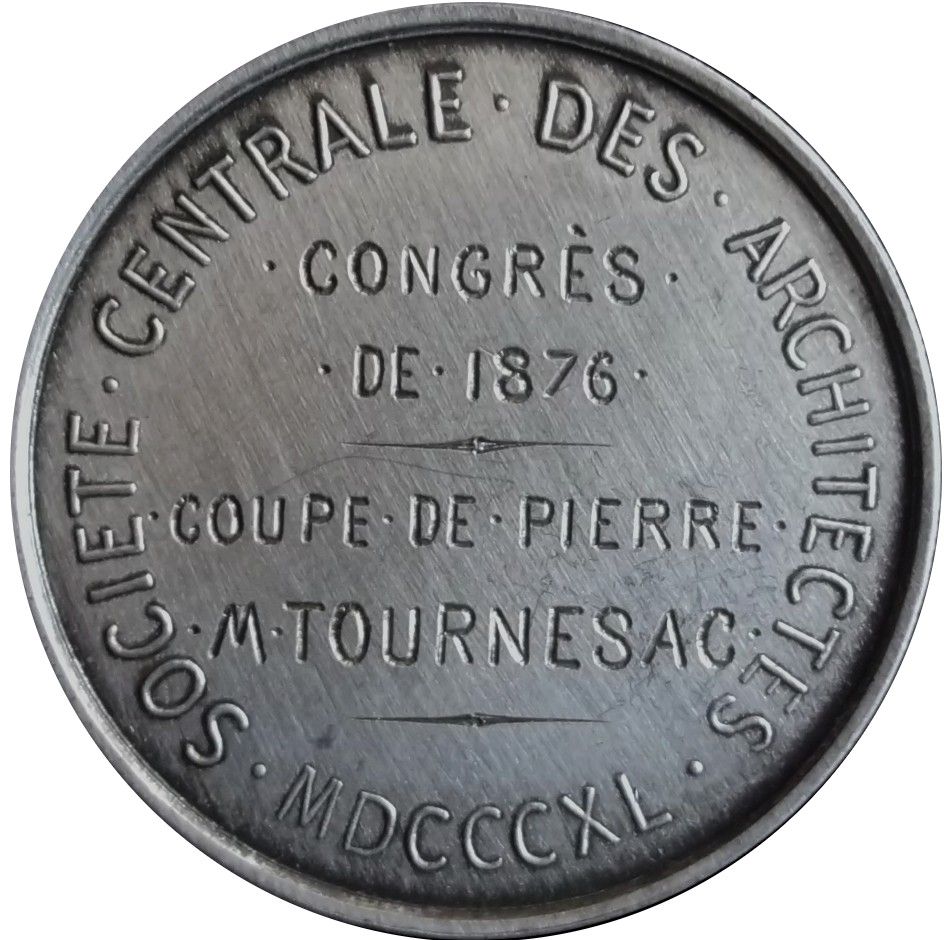 SOCIETE · CENTRALE · DES · ARCHITECTES
· MDCCCXL ·
· CONGRÈS ·
· DE · 1876 ·
· COUPE · DE · PIERRE ·
· M · TOURNESAC ·